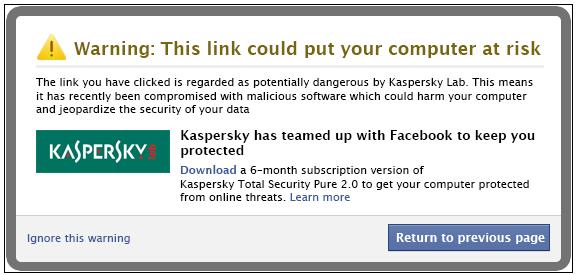 Warning: This link could put your computer at risk
The link you have clicked is regarded as potentially dangerous by Kaspersky Lab. This means
it has recently been compromised with malicious software which could harm your computer
and jeopardize the security of your data
KASPERSKY lab
Kaspersky has teamed up with Facebook to keep you
protected
Download a 6-month subscription version of
Kaspersky Total Security Pure 2.0 to get your computer protected
from online threats. Learn more
Ignore this warning
Return to previous page